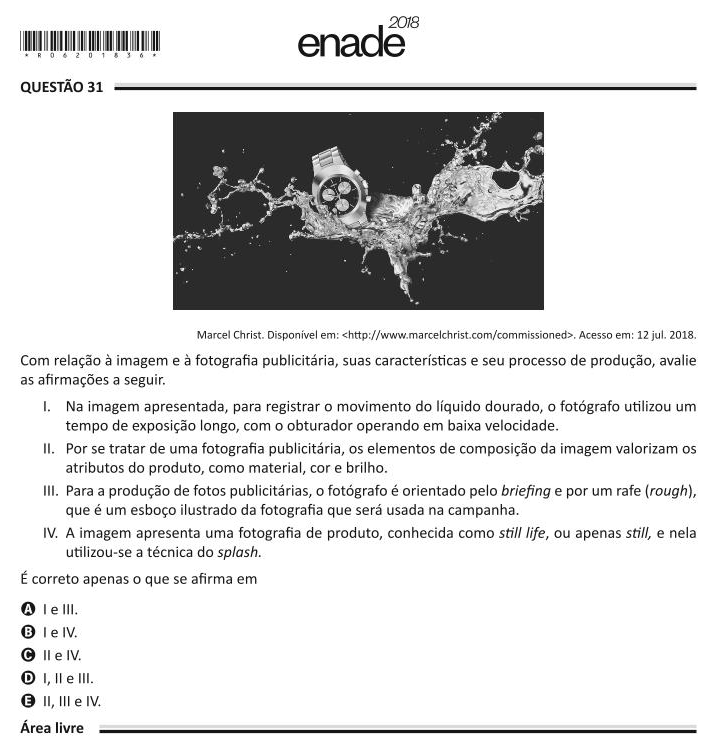 enade 2018
* R 0 6 2 0 1 8 3 6 *
QUESTÃO 31
Marcel Christ. Disponível em: <http://www.marcelchrist.com/commissioned>. Acesso em: 12 jul. 2018.
Com relação à imagem e à fotografia publicitária, suas características e seu processo de produção, avalie
as afirmações a seguir.
I. Na imagem apresentada, para registrar o movimento do líquido dourado, o fotógrafo utilizou um
tempo de exposição longo, com o obturador operando em baixa velocidade.
II. Por se tratar de uma fotografia publicitária, os elementos de composição da imagem valorizam os
atributos do produto, como material, cor e brilho.
III. Para a produção de fotos publicitárias, o fotógrafo é orientado pelo briefing e por um rafe (rough),
que é um esboço ilustrado da fotografia que será usada na campanha.
IV. A imagem apresenta uma fotografia de produto, conhecida como still life, ou apenas still, e nela
utilizou-se a técnica do splash.
É correto apenas o que se afirma em
A I e III.
B I e IV.
C II e IV.
D I, II e III.
E II, III e IV.
Área livre